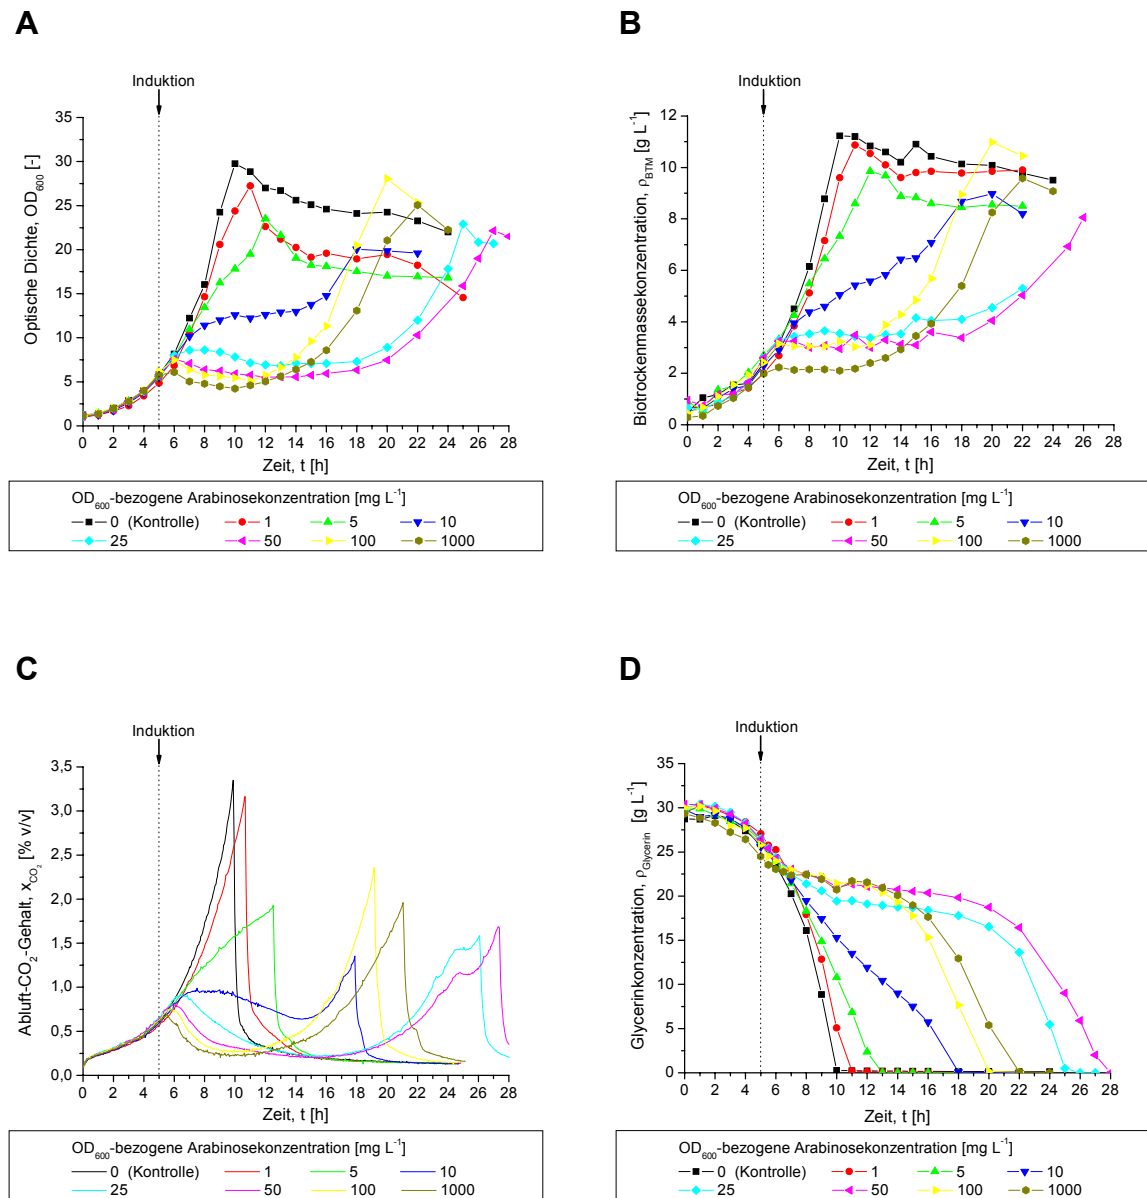 A
Induktion
Optische Dichte, OD600 [-]
35
30
25
20
15
10
5
0
0 2 4 6 8 10 12 14 16 18 20 22 24 26 28
Zeit, t [h]
OD600-bezogene Arabinosekonzentration [mg L-1]
0 (Kontrolle) 1 5 10
25 50 100 1000
B
Induktion
Biotrockenmassekonzentration, ρBTM [g L-1]
12
10
8
6
4
2
0
0 2 4 6 8 10 12 14 16 18 20 22 24 26 28
Zeit, t [h]
OD600-bezogene Arabinosekonzentration [mg L-1]
0 (Kontrolle) 1 5 10
25 50 100 1000
C
Induktion
Abluft-CO2-Gehalt, xCO2 [% v/v]
3,5
3,0
2,5
2,0
1,5
1,0
0,5
0,0
0 2 4 6 8 10 12 14 16 18 20 22 24 26 28
Zeit, t [h]
OD600-bezogene Arabinosekonzentration [mg L-1]
0 (Kontrolle) 1 5 10
25 50 100 1000
D
Induktion
Glycerinkonzentration, ρGlycerin [g L-1]
35
30
25
20
15
10
5
0
0 2 4 6 8 10 12 14 16 18 20 22 24 26 28
Zeit, t [h]
OD600-bezogene Arabinosekonzentration [mg L-1]
0 (Kontrolle) 1 5 10
25 50 100 1000